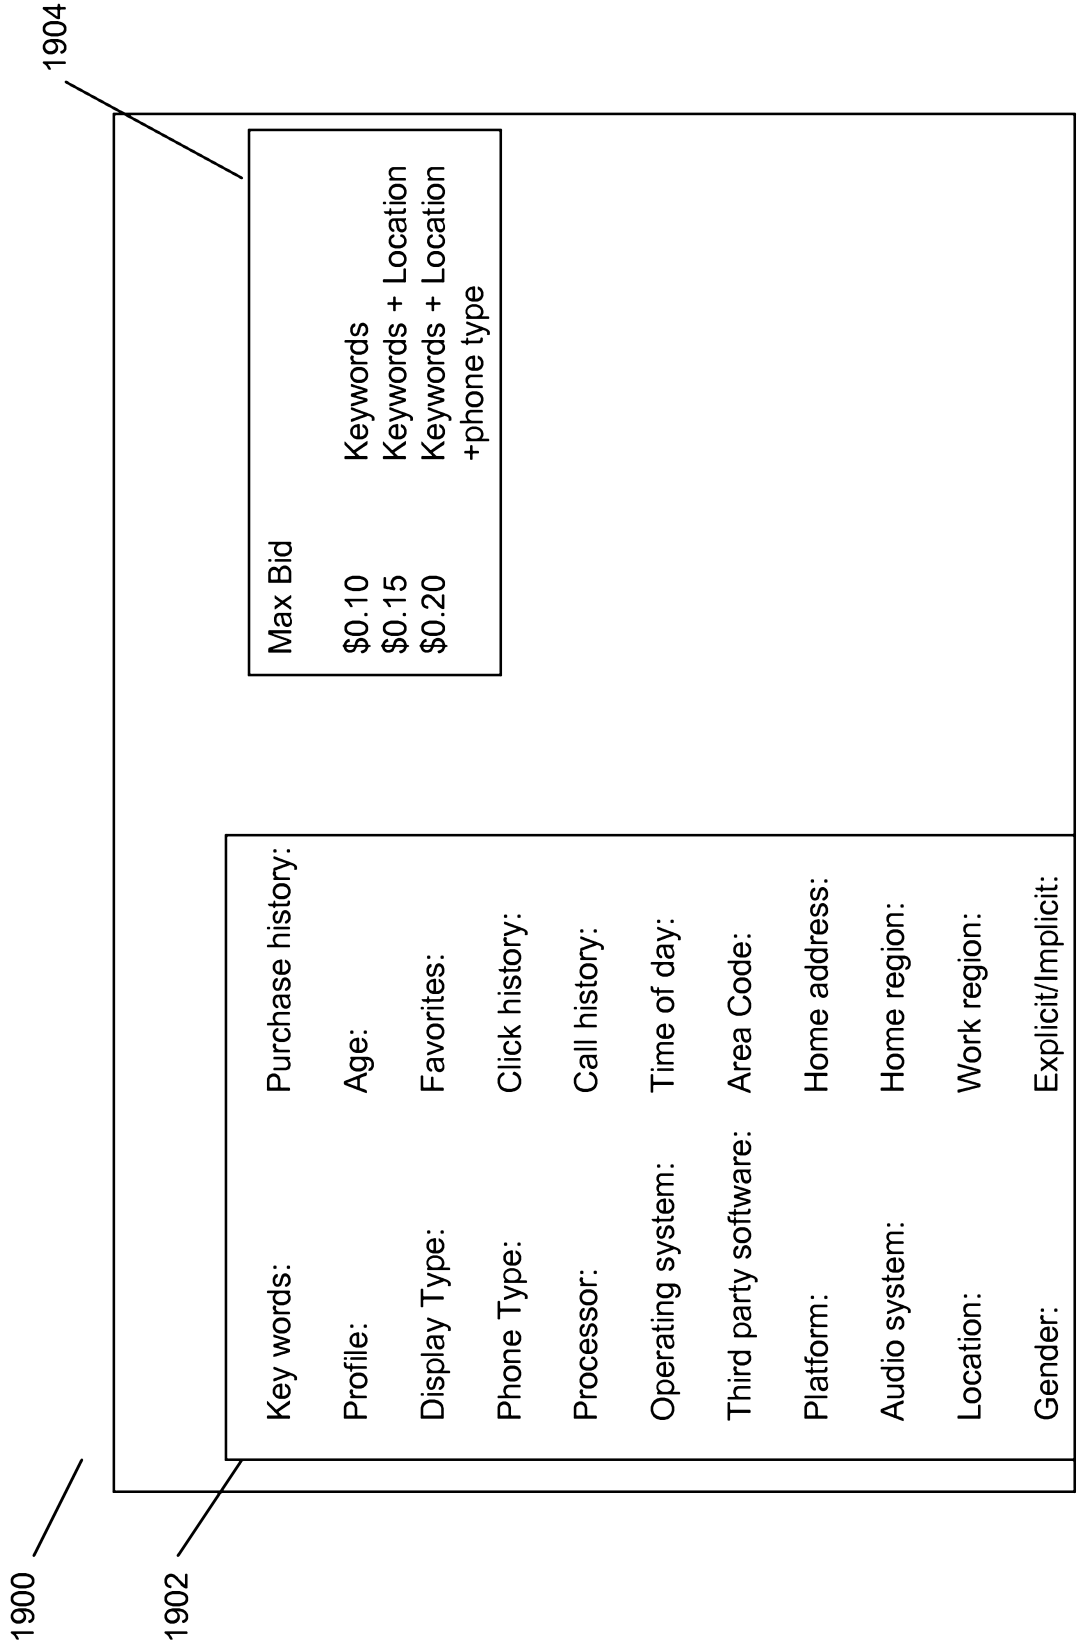 1900
1902
1904
Key words: Purchase history:
Profile: Age:
Display Type: Favorites:
Phone Type: Click history:
Processor: Call history:
Operating system: Time of day:
Third party software: Area Code:
Platform: Home address:
Audio system: Home region:
Location: Work region:
Gender: Explicit/Implicit:
Max Bid
$0.10 Keywords
$0.15 Keywords + Location
$0.20 Keywords + Location
+phone type